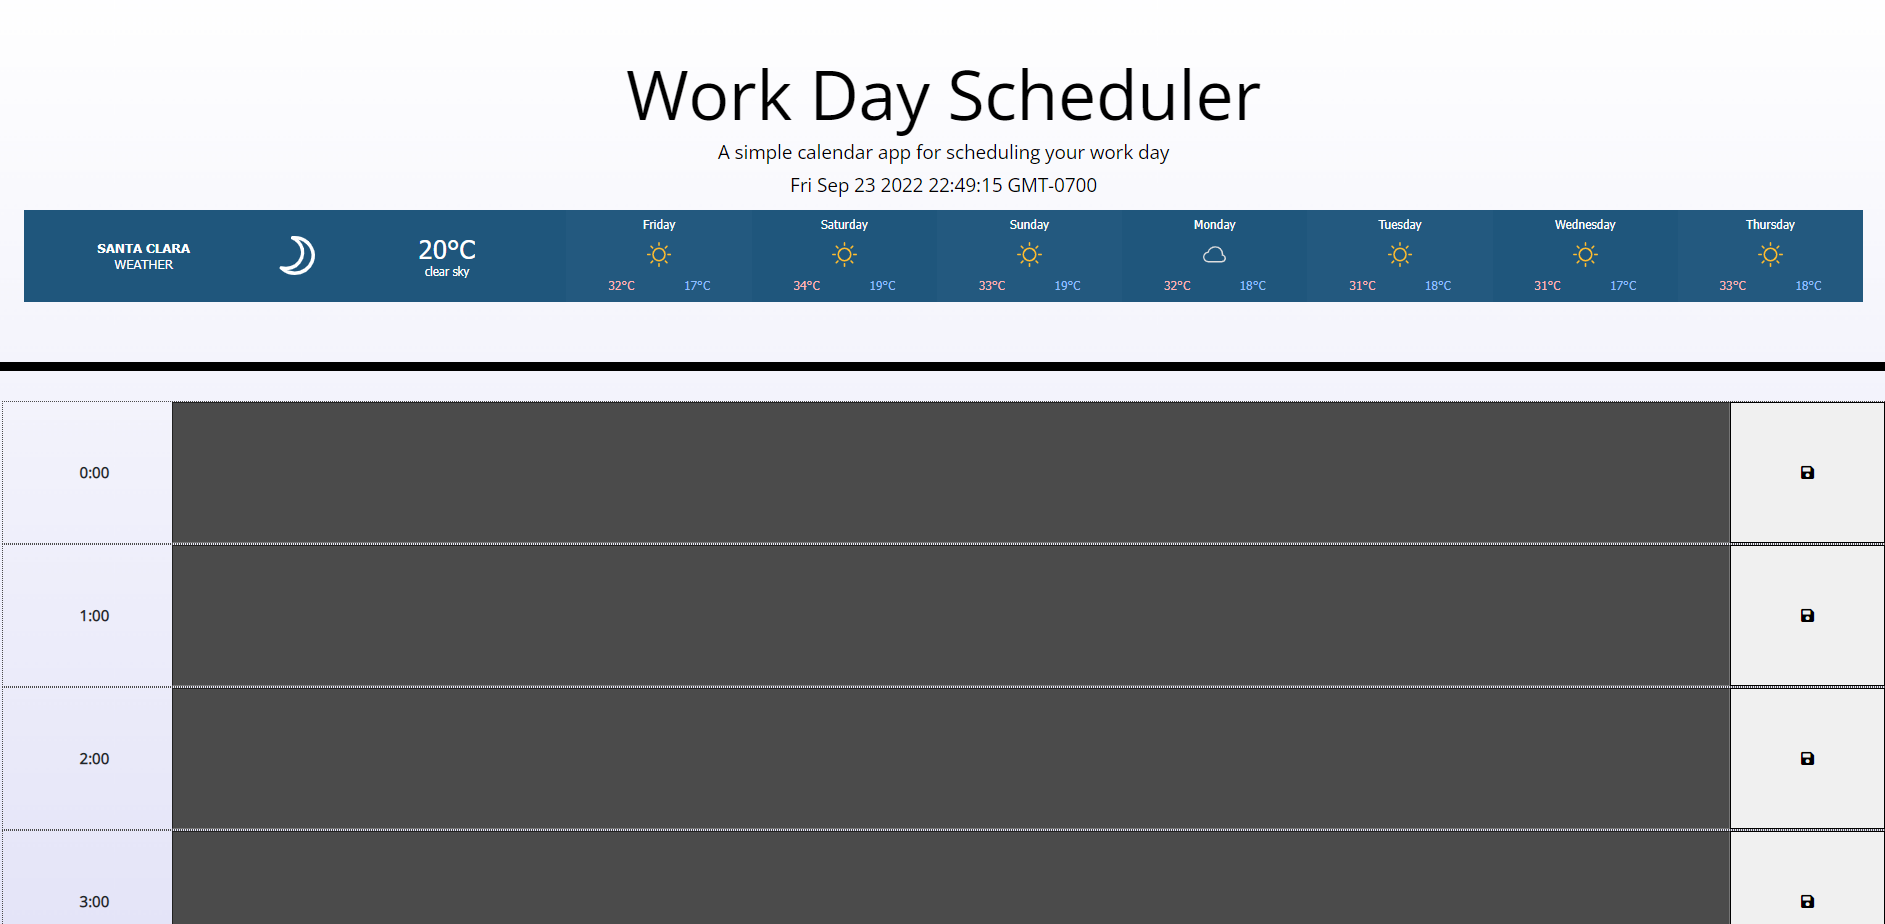 Work Day Scheduler
A simple calendar app for scheduling your work day
Fri Sep 23 2022 22:49:15 GMT-0700
SANTA CLARA
WEATHER
20°C
clear sky
Friday
32°C 17°C
Saturday
34°C 19°C
Sunday
33°C 19°C
Monday
32°C 18°C
Tuesday
31°C 18°C
Wednesday
31°C 17°C
Thursday
33°C 18°C
0:00
1:00
2:00
3:00